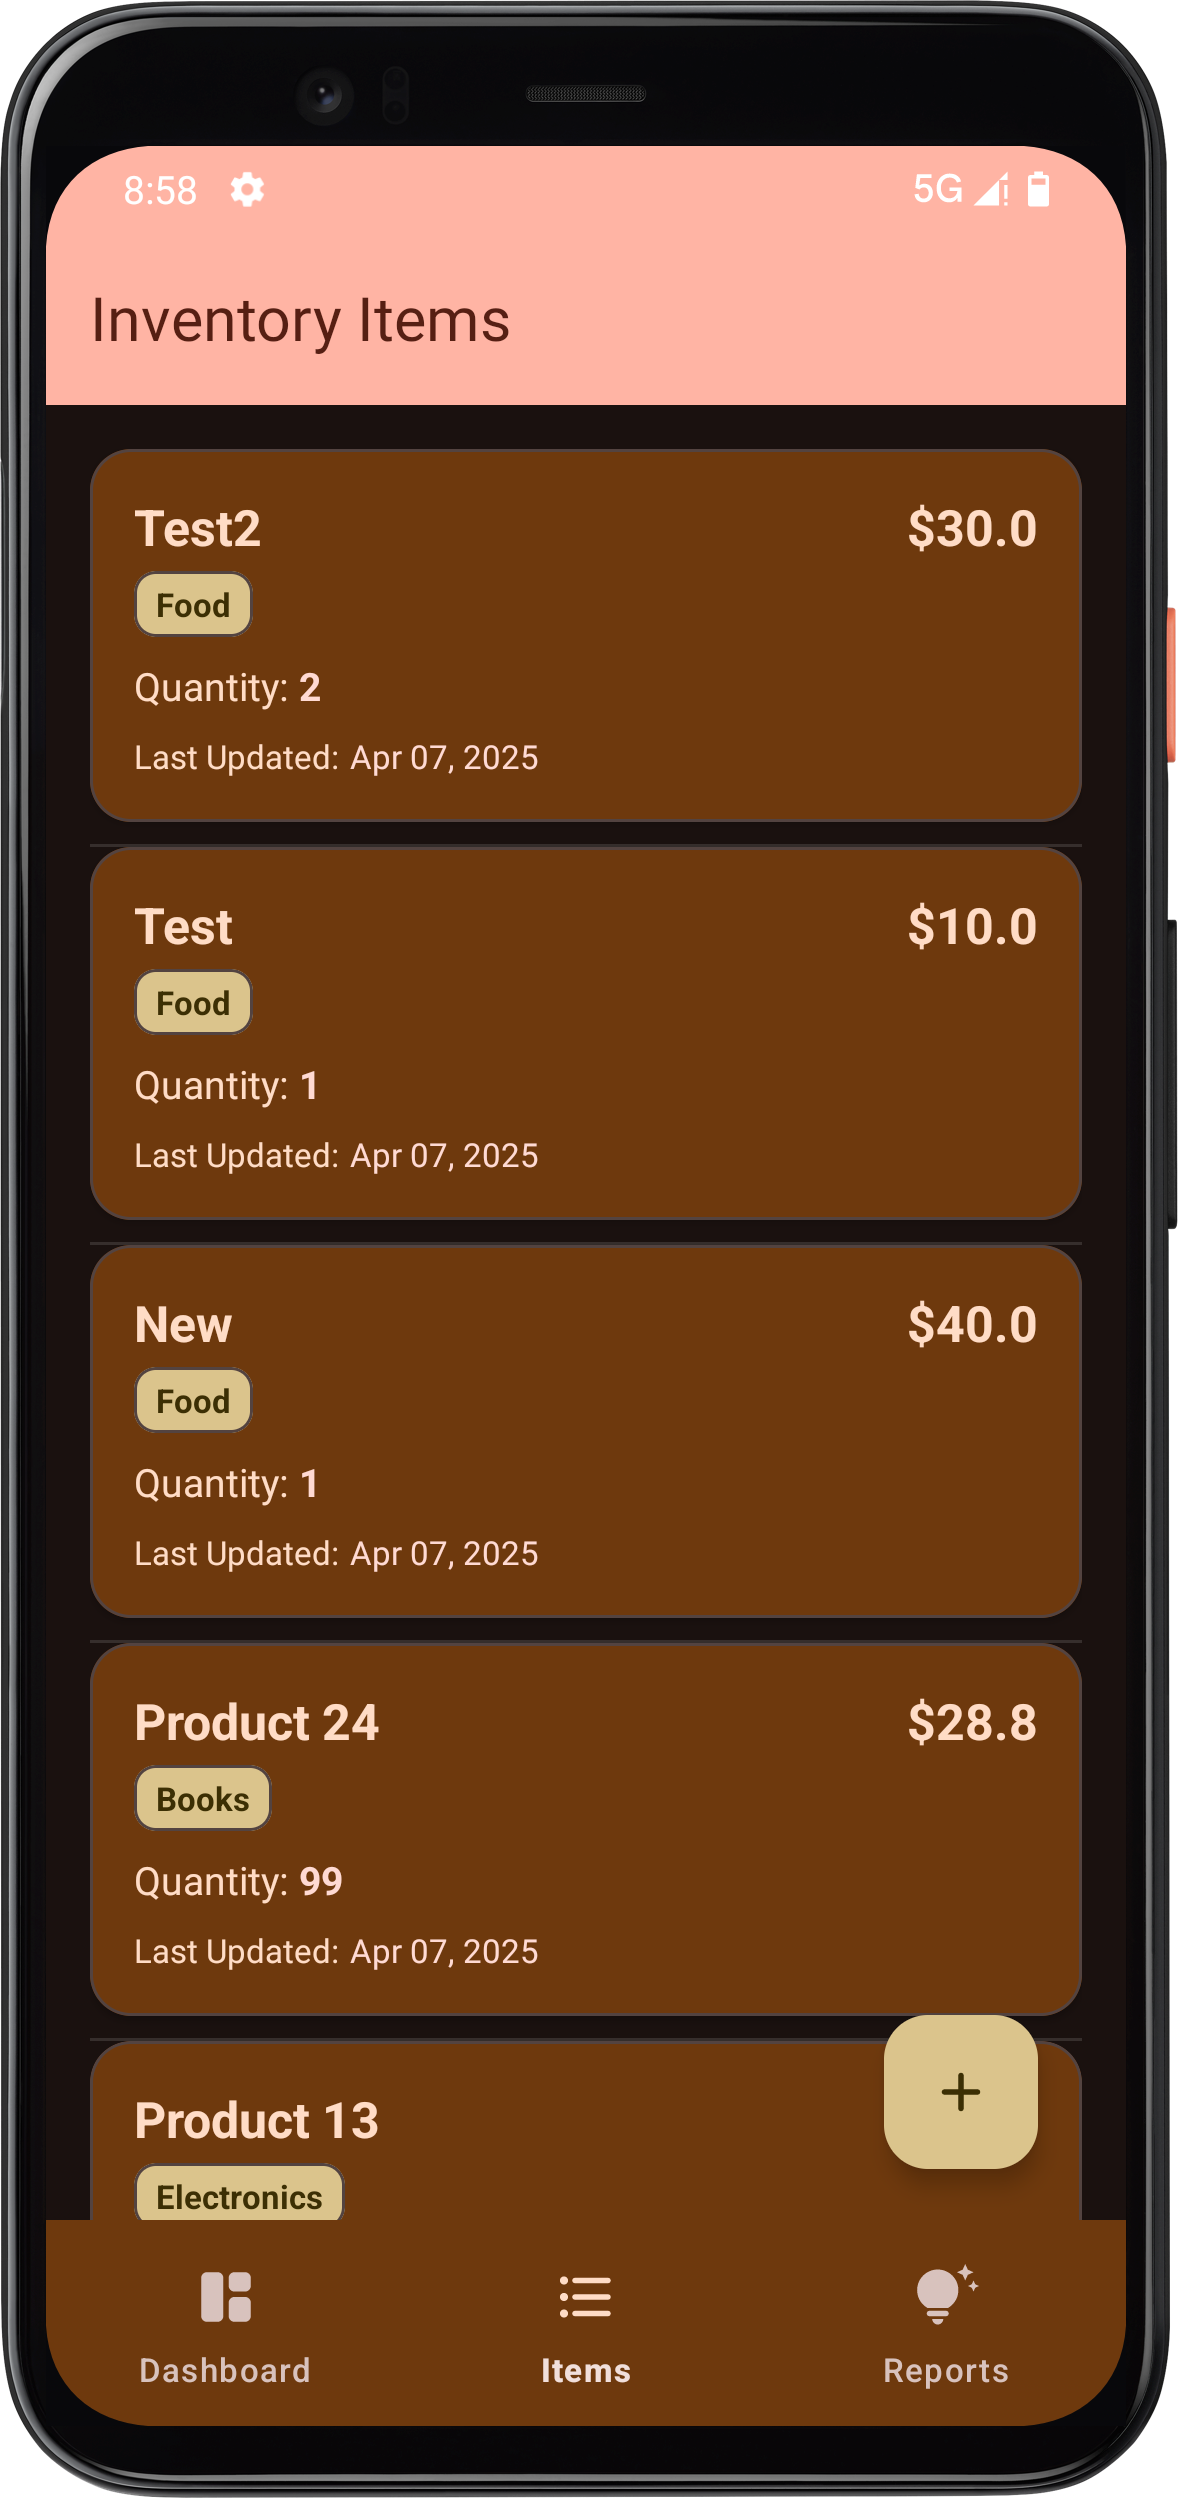 8:58 5G
Inventory Items
Test2 $30.0
Food
Quantity: 2
Last Updated: Apr 07, 2025
Test $10.0
Food
Quantity: 1
Last Updated: Apr 07, 2025
New $40.0
Food
Quantity: 1
Last Updated: Apr 07, 2025
Product 24 $28.8
Books
Quantity: 99
Last Updated: Apr 07, 2025
Product 13
+
Electronics
Dashboard Items Reports